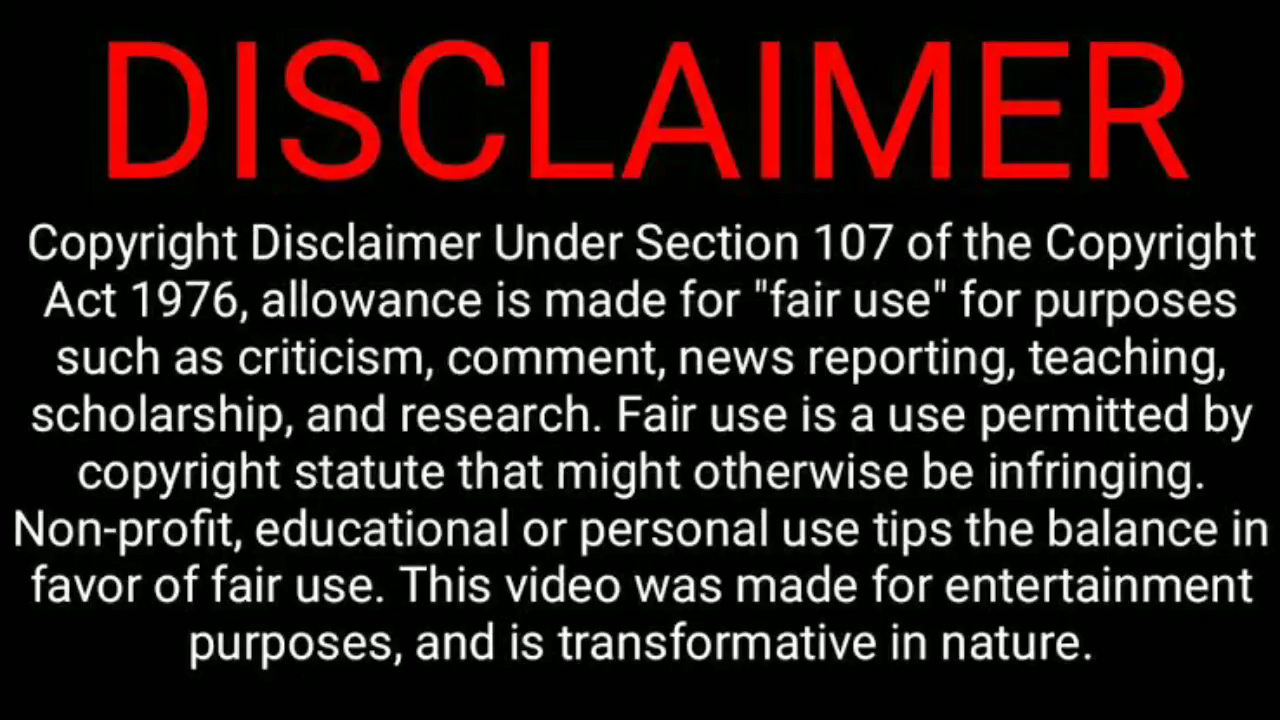 DISCLAIMER
Copyright Disclaimer Under Section 107 of the Copyright
Act 1976, allowance is made for "fair use" for purposes
such as criticism, comment, news reporting, teaching,
scholarship, and research. Fair use is a use permitted by
copyright statute that might otherwise be infringing.
Non-profit, educational or personal use tips the balance in
favor of fair use. This video was made for entertainment
purposes, and is transformative in nature.